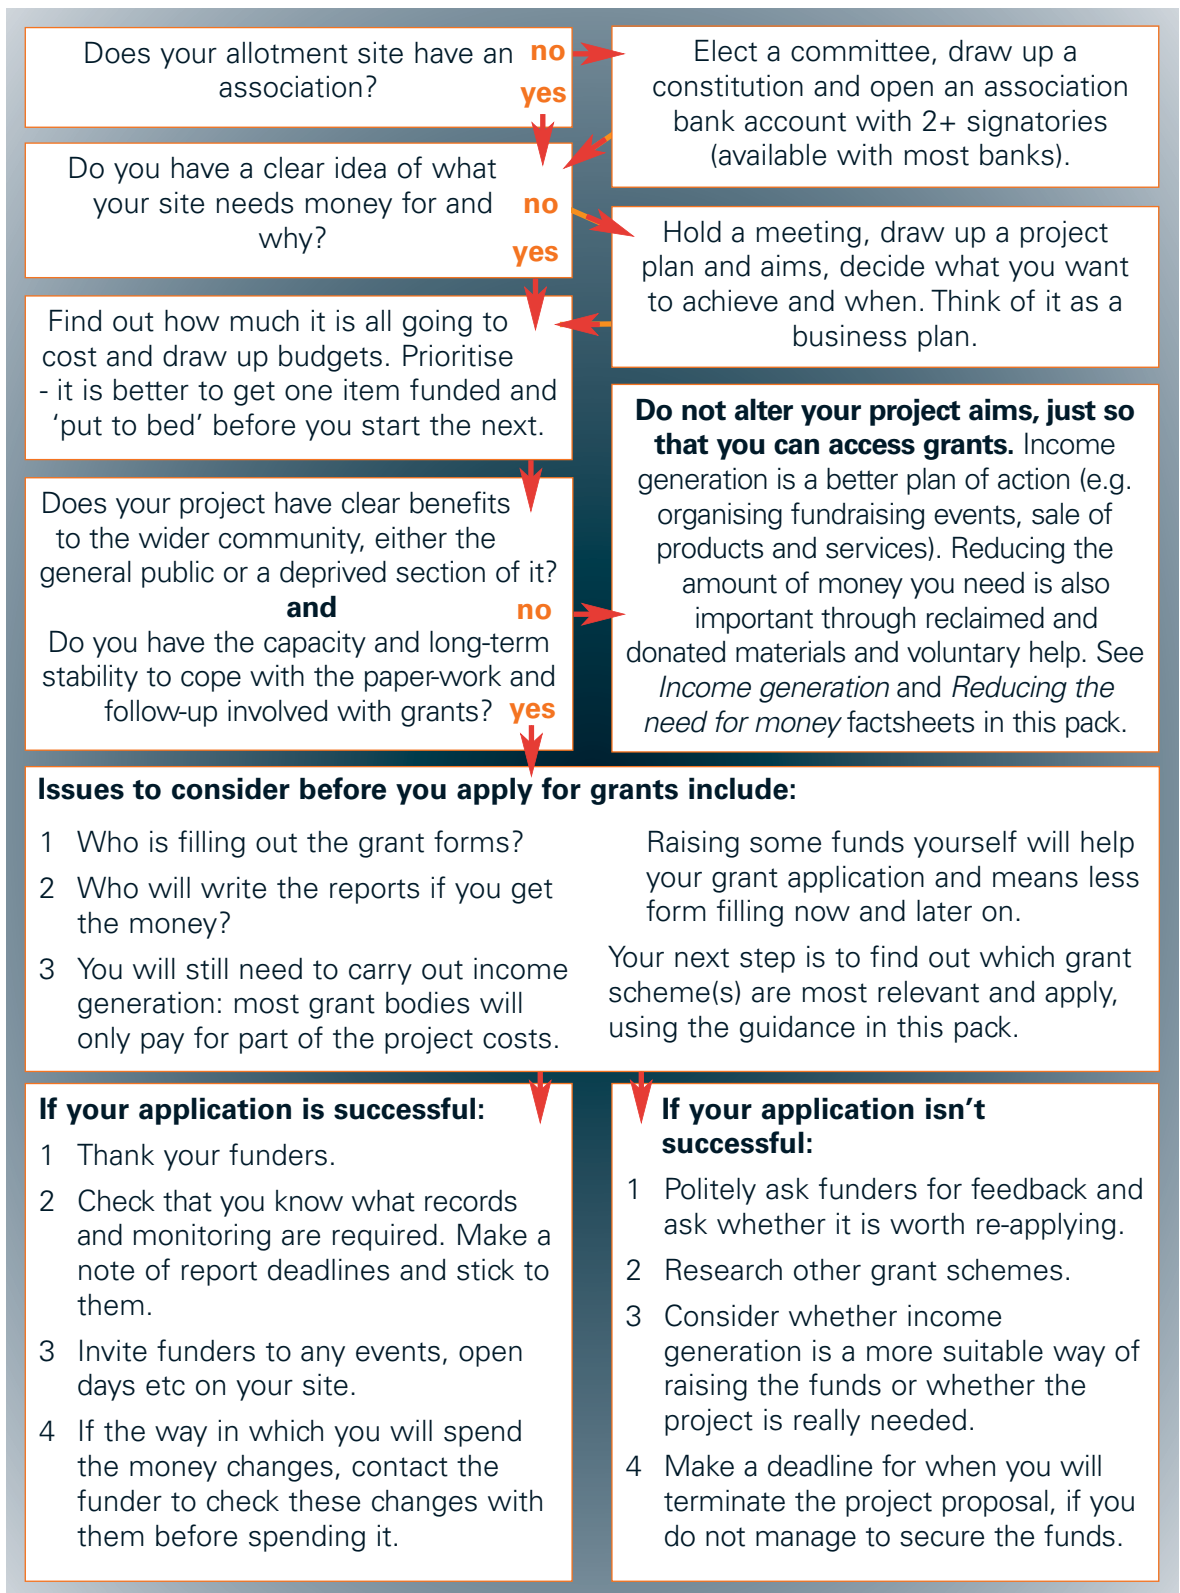 Does your allotment site have an
association?
no
yes
Elect a committee, draw up a
constitution and open an association
bank account with 2+ signatories
(available with most banks).
Do you have a clear idea of what
your site needs money for and
why?
no
yes
Hold a meeting, draw up a project
plan and aims, decide what you want
to achieve and when. Think of it as a
business plan.
Find out how much it is all going to
cost and draw up budgets. Prioritise
- it is better to get one item funded and
‘put to bed’ before you start the next.
Does your project have clear benefits
to the wider community, either the
general public or a deprived section of it?
and
no
Do you have the capacity and long-term
stability to cope with the paper-work and
follow-up involved with grants?
yes
Do not alter your project aims, just so
that you can access grants. Income
generation is a better plan of action (e.g.
organising fundraising events, sale of
products and services). Reducing the
amount of money you need is also
important through reclaimed and
donated materials and voluntary help. See
Income generation and Reducing the
need for money factsheets in this pack.
Issues to consider before you apply for grants include:
1 Who is filling out the grant forms?
2 Who will write the reports if you get
the money?
3 You will still need to carry out income
generation: most grant bodies will
only pay for part of the project costs.
Raising some funds yourself will help
your grant application and means less
form filling now and later on.
Your next step is to find out which grant
scheme(s) are most relevant and apply,
using the guidance in this pack.
If your application is successful:
1 Thank your funders.
2 Check that you know what records
and monitoring are required. Make a
note of report deadlines and stick to
them.
3 Invite funders to any events, open
days etc on your site.
4 If the way in which you will spend
the money changes, contact the
funder to check these changes with
them before spending it.
If your application isn’t
successful:
1 Politely ask funders for feedback and
ask whether it is worth re-applying.
2 Research other grant schemes.
3 Consider whether income
generation is a more suitable way of
raising the funds or whether the
project is really needed.
4 Make a deadline for when you will
terminate the project proposal, if you
do not manage to secure the funds.